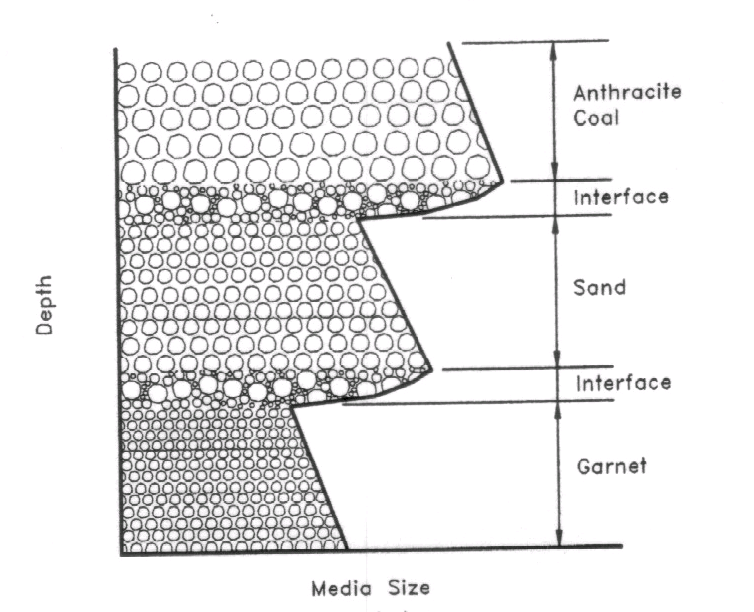 Anthracite
Coal
Interface
Sand
Interface
Garnet
Depth
Media Size